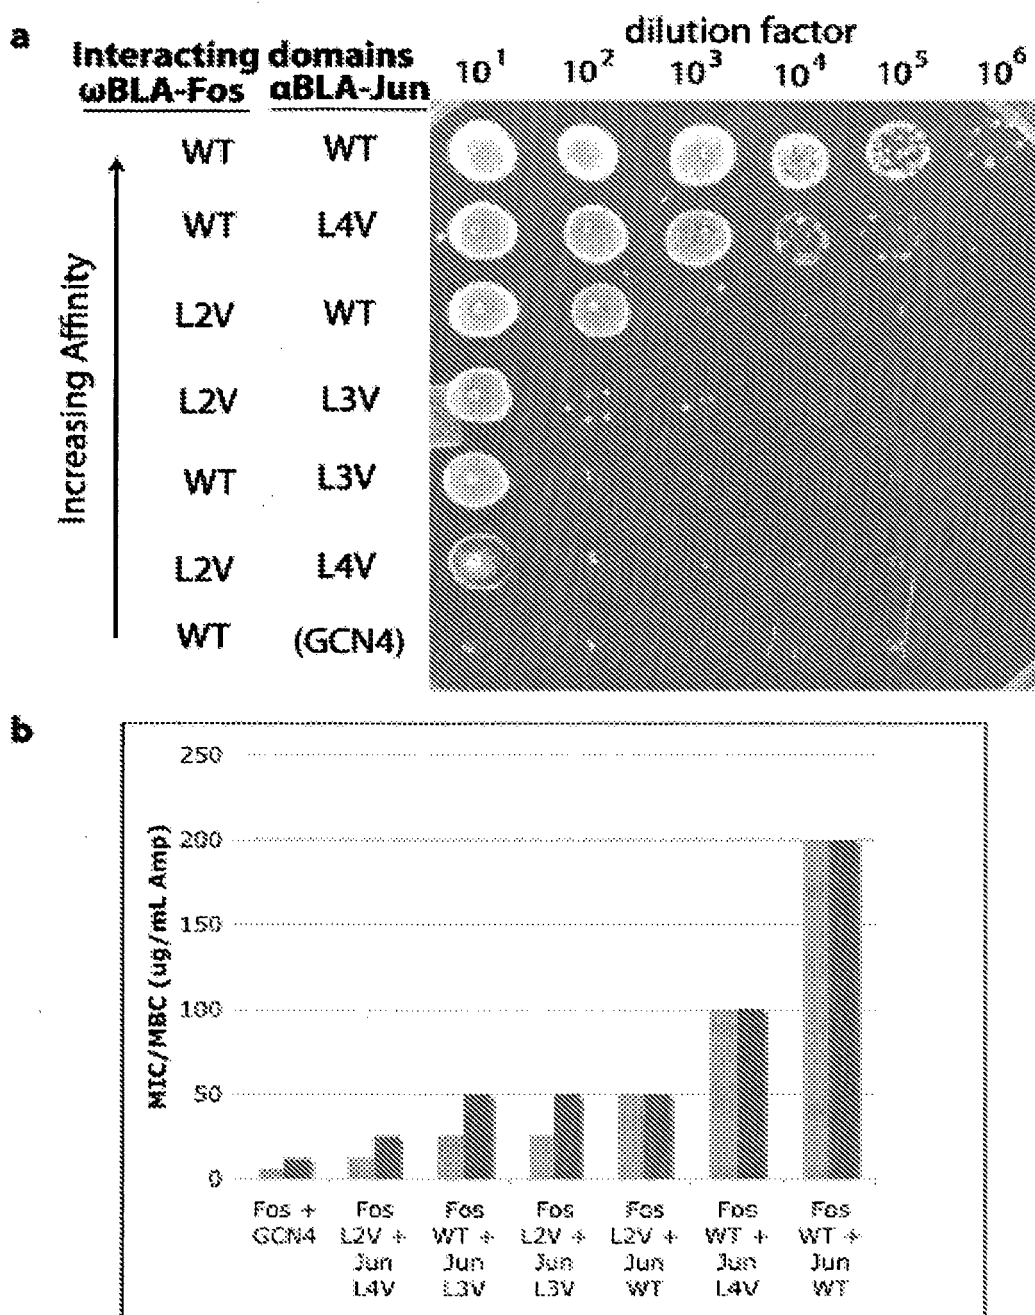 a
dilution factor
Interacting domains
ωBLA-Fos αBLA-Jun
10¹ 10² 10³ 10⁴ 10⁵ 10⁶
WT WT
WT L4V
L2V WT
L2V L3V
WT L3V
L2V L4V
WT (GCN4)
Increasing Affinity
b
MIC/MBC (ug/mL Amp)
250
200
150
100
50
0
Fos + GCN4
Fos L2V + Jun L4V
Fos WT + Jun L3V
Fos L2V + Jun L3V
Fos L2V + Jun WT
Fos WT + Jun L4V
Fos WT + Jun WT